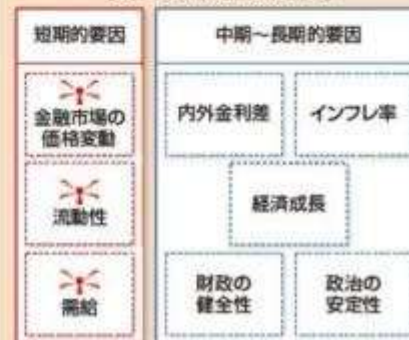 短期的要因
金融市場の
価格変動
流動性
需給
中期～長期的要因
内外金利差
インフレ率
経済成長
財政の
健全性
政治の
安定性